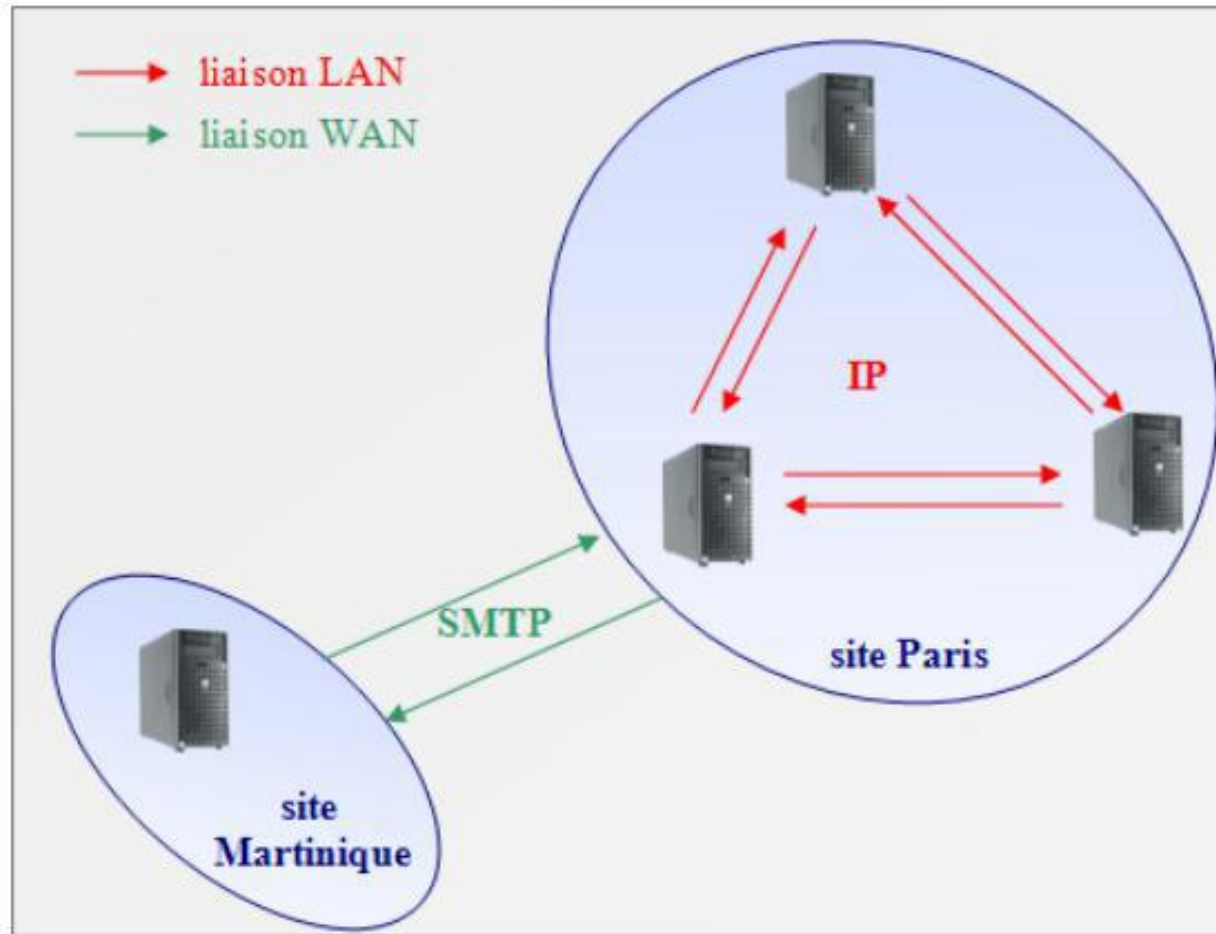 liaison LAN
liaison WAN
IP
SMTP
site Paris
site
Martinique